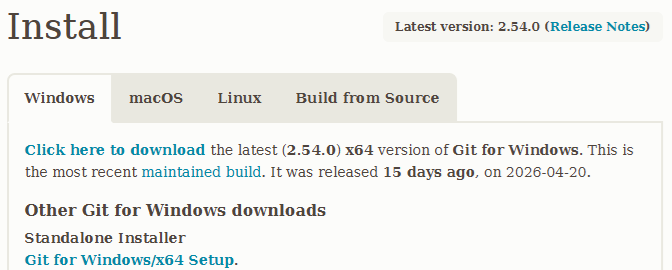 Install
Latest version: 2.54.0 (Release Notes)
Windows macOS Linux Build from Source
Click here to download the latest (2.54.0) x64 version of Git for Windows. This is
the most recent maintained build. It was released 15 days ago, on 2026-04-20.
Other Git for Windows downloads
Standalone Installer
Git for Windows/x64 Setup.